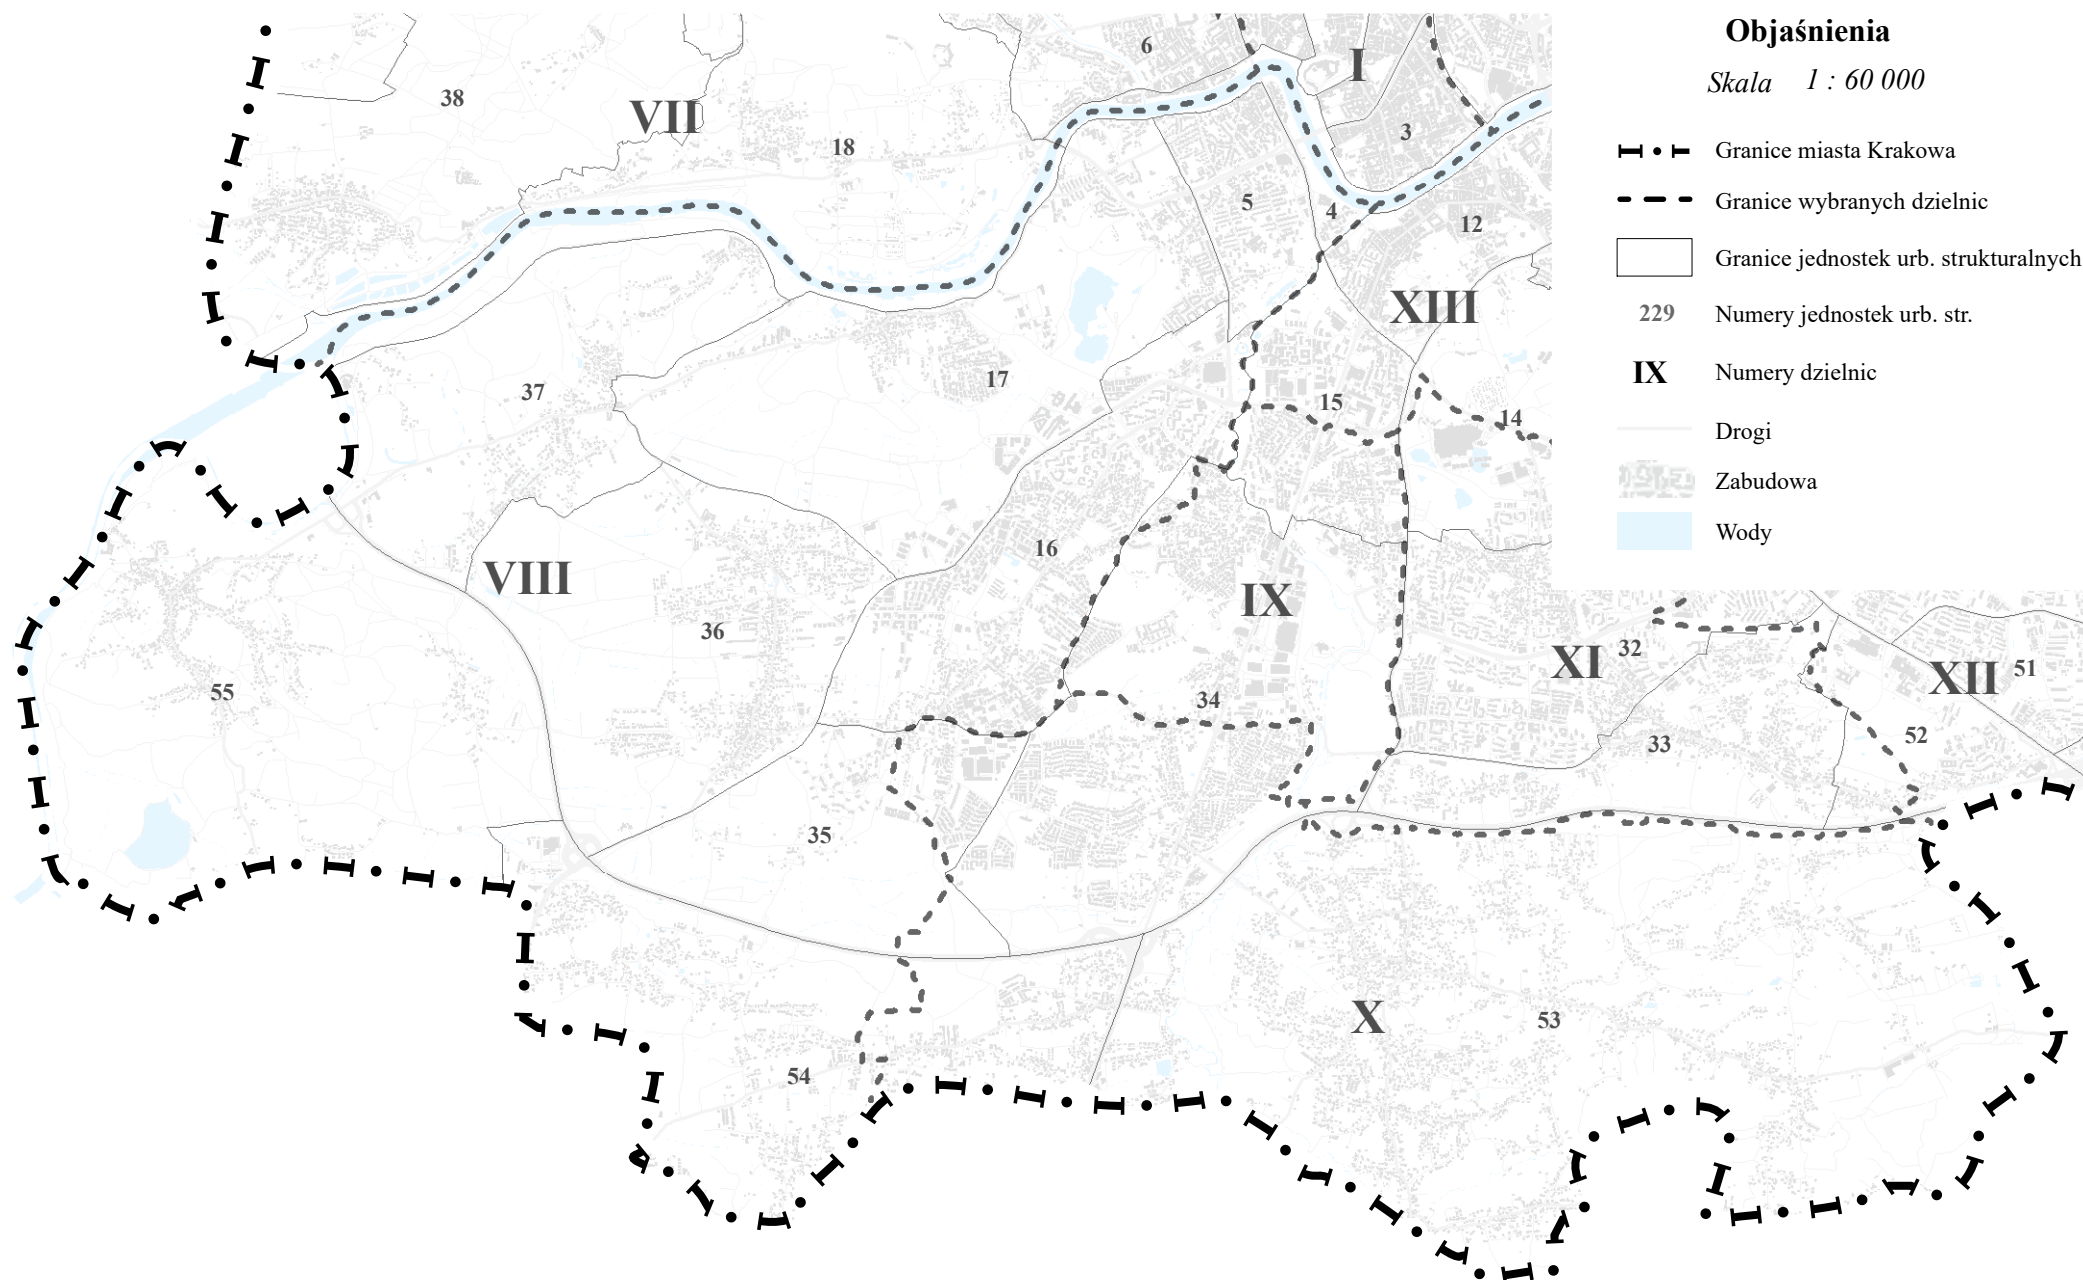 Objaśnienia
Skala 1 : 60 000
Granice miasta Krakowa
Granice wybranych dzielnic
Granice jednostek urb. strukturalnych
229 Numery jednostek urb. str.
IX Numery dzielnic
Drogi
Zabudowa
Wody
6
I
38
VII
18
3
5
4
12
XIII
17
37
15
14
16
VIII
IX
36
32
XI
51
XII
55
34
33
52
35
X
53
54